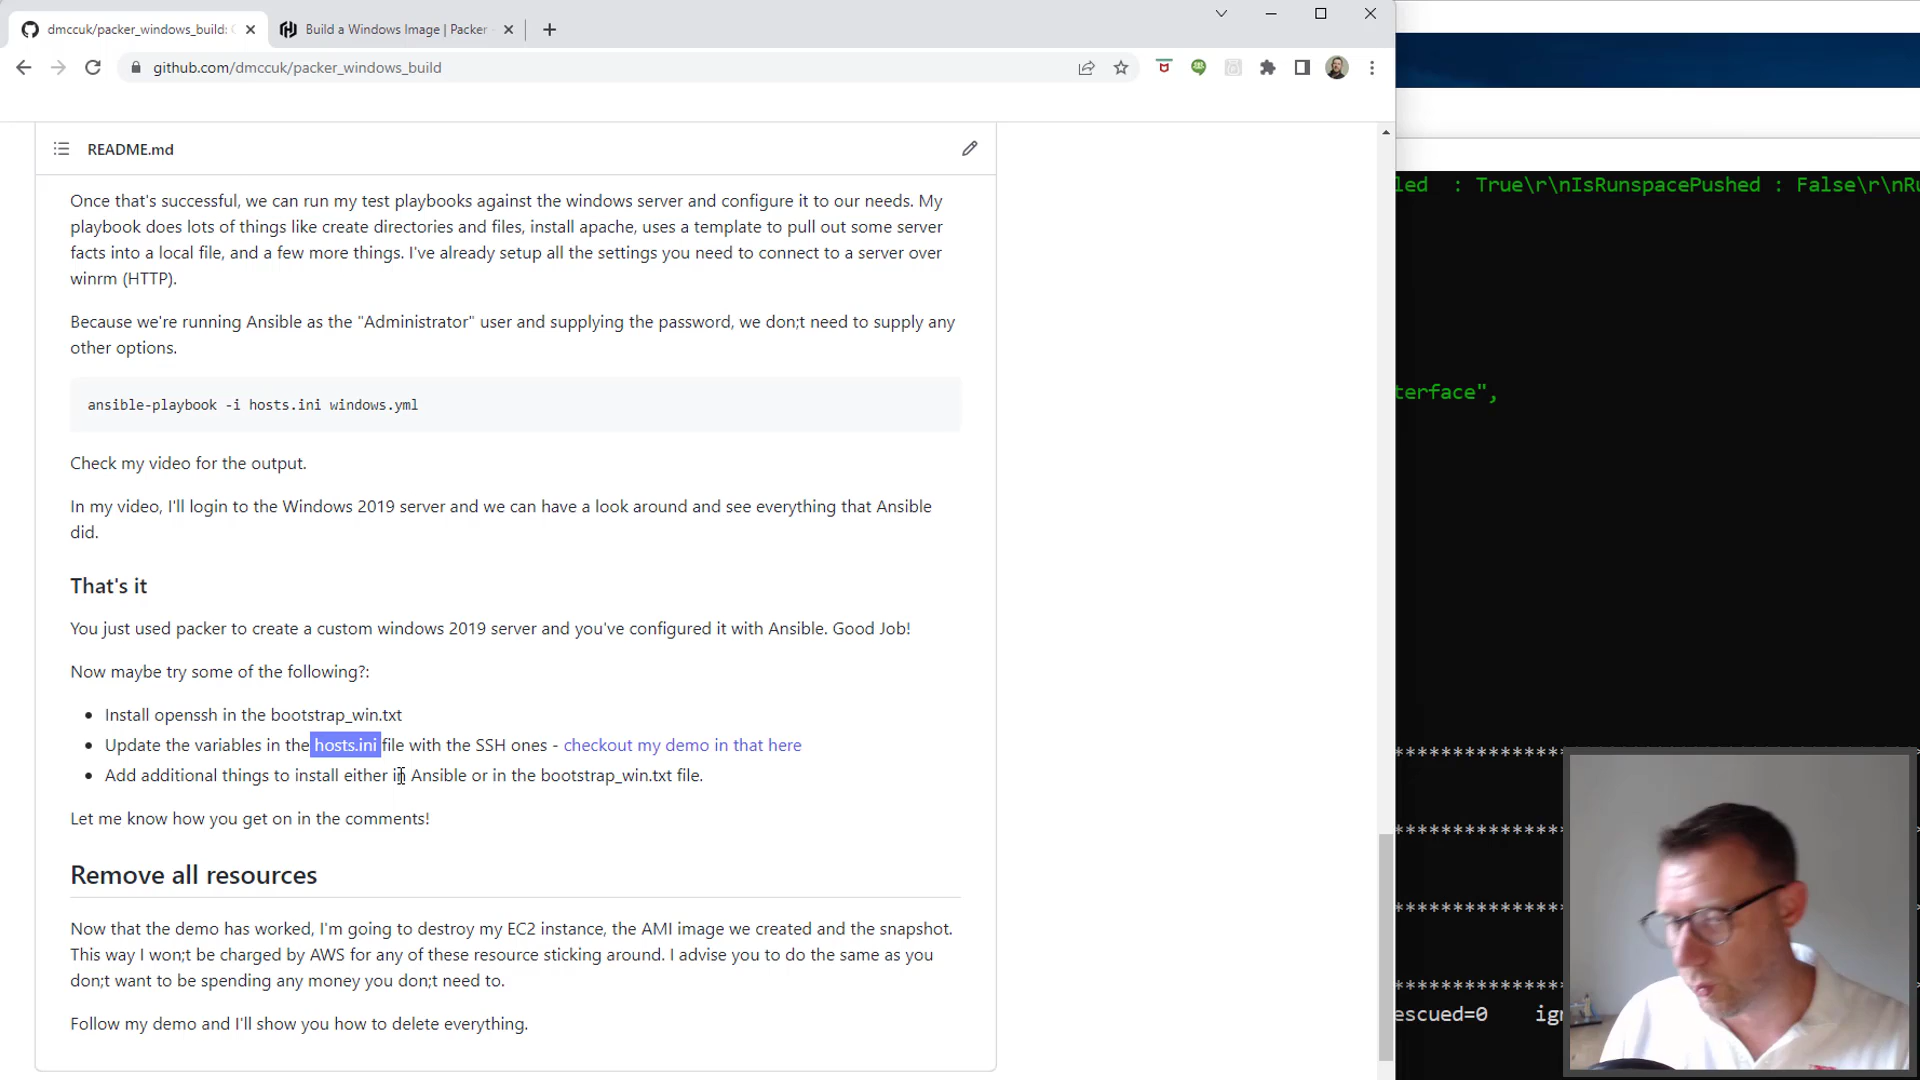 dmccuk/packer_windows_build:
Build a Windows Image | Packer
github.com/dmccuk/packer_windows_build
README.md
Once that's successful, we can run my test playbooks against the windows server and configure it to our needs. My
playbook does lots of things like create directories and files, install apache, uses a template to pull out some server
facts into a local file, and a few more things. I've already setup all the settings you need to connect to a server over
winrm (HTTP).
Because we're running Ansible as the "Administrator" user and supplying the password, we don;t need to supply any
other options.
ansible-playbook -i hosts.ini windows.yml
Check my video for the output.
In my video, I'll login to the Windows 2019 server and we can have a look around and see everything that Ansible
did.
That's it
You just used packer to create a custom windows 2019 server and you've configured it with Ansible. Good Job!
Now maybe try some of the following?:
• Install openssh in the bootstrap_win.txt
• Update the variables in the hosts.ini file with the SSH ones - checkout my demo in that here
• Add additional things to install either in Ansible or in the bootstrap_win.txt file.
Let me know how you get on in the comments!
Remove all resources
Now that the demo has worked, I'm going to destroy my EC2 instance, the AMI image we created and the snapshot.
This way I won;t be charged by AWS for any of these resource sticking around. I advise you to do the same as you
don;t want to be spending any money you don;t need to.
Follow my demo and I'll show you how to delete everything.
led : True\r\nIsRunspacePushed : False\r\nRu
terface",
********************
********************
********************
********************
escued=0 ign